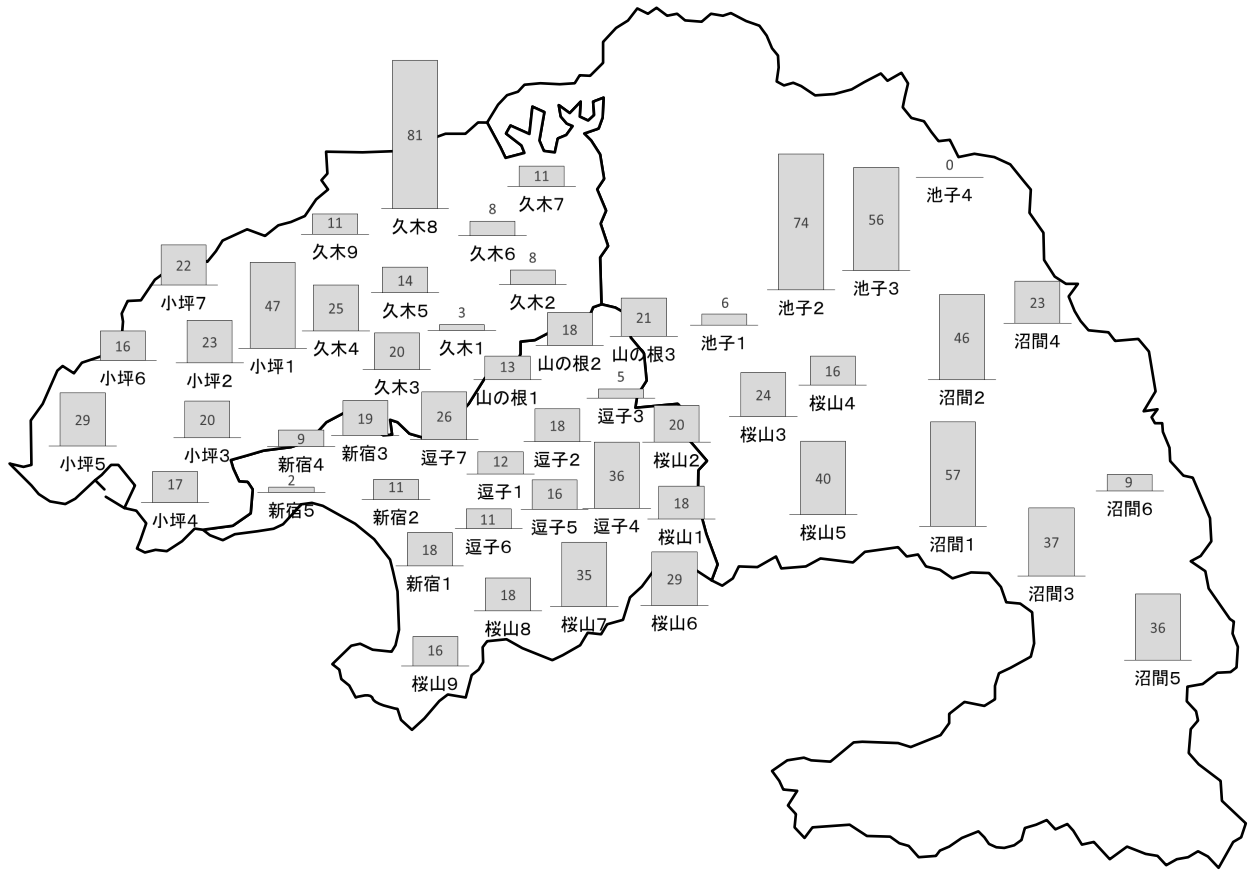 81
久木8
11
久木7
0
池子4
11
久木9
8
久木6
74
池子2
56
池子3
22
小坪7
47
小坪1
14
久木5
8
久木2
25
久木4
3
久木1
18
山の根2
21
山の根3
6
池子1
46
沼間2
23
沼間4
16
小坪6
23
小坪2
20
久木3
13
山の根1
5
逗子3
24
桜山3
16
桜山4
29
小坪5
20
小坪3
9
新宿4
19
新宿3
26
逗子7
18
逗子2
20
桜山2
17
小坪4
2
新宿5
11
新宿2
12
逗子1
16
逗子5
36
逗子4
18
桜山1
40
桜山5
57
沼間1
9
沼間6
18
新宿1
11
逗子6
37
沼間3
18
桜山8
35
桜山7
29
桜山6
36
沼間5
16
桜山9